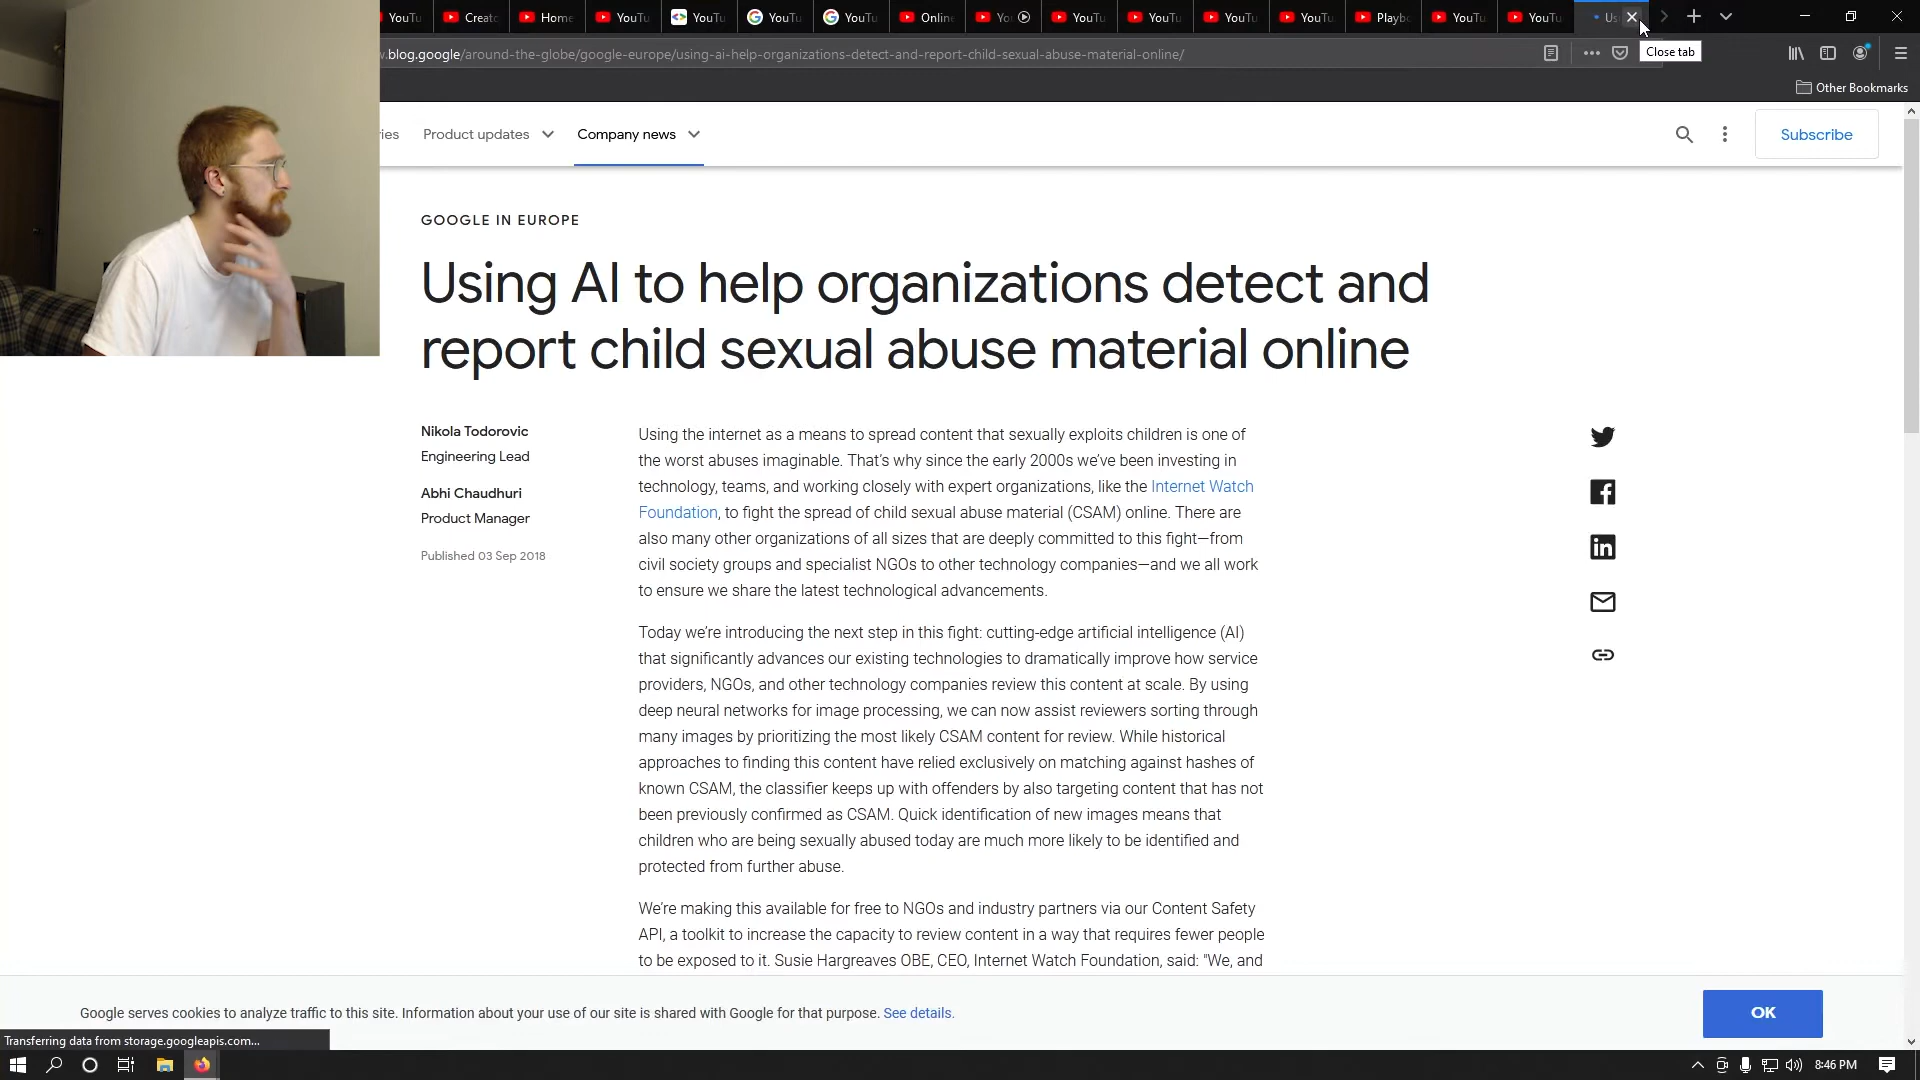 YouTu Creato Home YouTu YouTu YouTu YouTu Online Yo YouTu YouTu YouTu YouTu Playbo YouTu YouTu Us
.blog.google/around-the-globe/google-europe/using-ai-help-organizations-detect-and-report-child-sexual-abuse-material-online/
Close tab
Other Bookmarks
ries Product updates Company news Subscribe
GOOGLE IN EUROPE
Using AI to help organizations detect and
report child sexual abuse material online
Nikola Todorovic
Engineering Lead
Abhi Chaudhuri
Product Manager
Published 03 Sep 2018
Using the internet as a means to spread content that sexually exploits children is one of
the worst abuses imaginable. That's why since the early 2000s we've been investing in
technology, teams, and working closely with expert organizations, like the Internet Watch
Foundation, to fight the spread of child sexual abuse material (CSAM) online. There are
also many other organizations of all sizes that are deeply committed to this fight—from
civil society groups and specialist NGOs to other technology companies—and we all work
to ensure we share the latest technological advancements.
Today we're introducing the next step in this fight: cutting-edge artificial intelligence (AI)
that significantly advances our existing technologies to dramatically improve how service
providers, NGOs, and other technology companies review this content at scale. By using
deep neural networks for image processing, we can now assist reviewers sorting through
many images by prioritizing the most likely CSAM content for review. While historical
approaches to finding this content have relied exclusively on matching against hashes of
known CSAM, the classifier keeps up with offenders by also targeting content that has not
been previously confirmed as CSAM. Quick identification of new images means that
children who are being sexually abused today are much more likely to be identified and
protected from further abuse.
We're making this available for free to NGOs and industry partners via our Content Safety
API, a toolkit to increase the capacity to review content in a way that requires fewer people
to be exposed to it. Susie Hargreaves OBE, CEO, Internet Watch Foundation, said: "We, and
Google serves cookies to analyze traffic to this site. Information about your use of our site is shared with Google for that purpose. See details.
OK
Transferring data from storage.googleapis.com...
8:46 PM